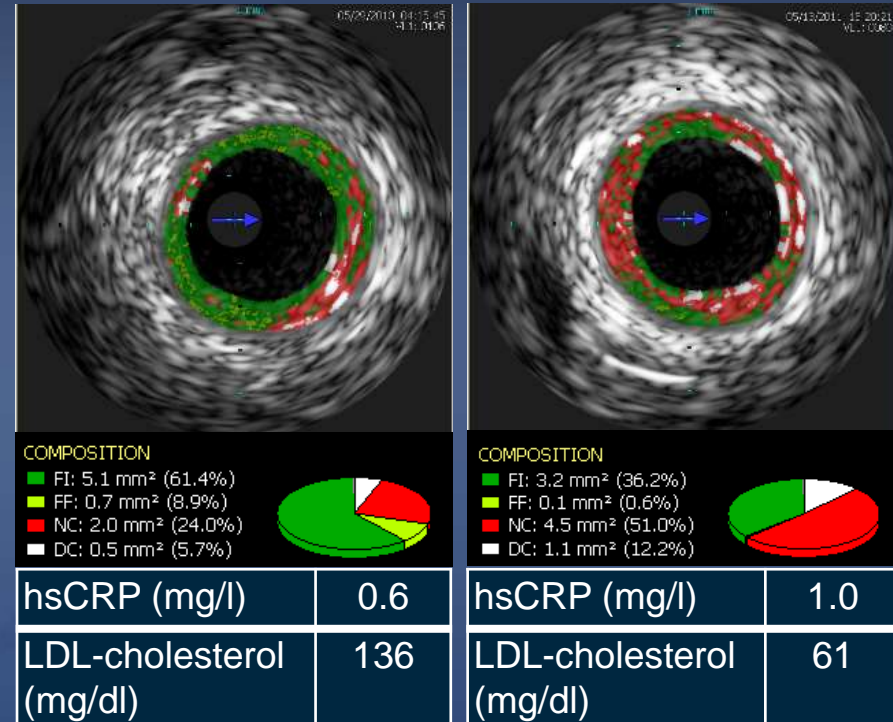 05/29/2010 04:15:45
VL1:0106
COMPOSITION
FI: 5.1 mm² (61.4%)
FF: 0.7 mm² (8.9%)
NC: 2.0 mm² (24.0%)
DC: 0.5 mm² (5.7%)
hsCRP (mg/l) 0.6
LDL-cholesterol 136
(mg/dl)
COMPOSITION
FI: 3.2 mm² (36.2%)
FF: 0.1 mm² (0.6%)
NC: 4.5 mm² (51.0%)
DC: 1.1 mm² (12.2%)
hsCRP (mg/l) 1.0
LDL-cholesterol 61
(mg/dl)